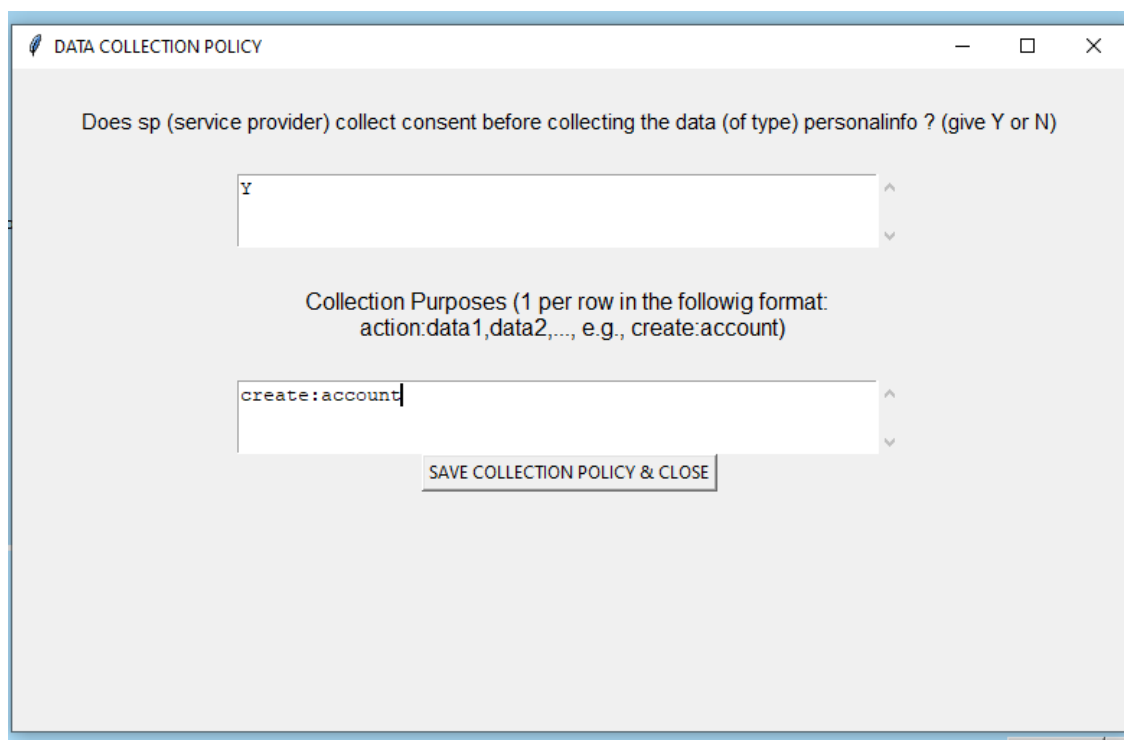 DATA COLLECTION POLICY
Does sp (service provider) collect consent before collecting the data (of type) personalinfo ? (give Y or N)
Y
Collection Purposes (1 per row in the followig format:
action:data1,data2,..., e.g., create:account)
create:account
SAVE COLLECTION POLICY & CLOSE